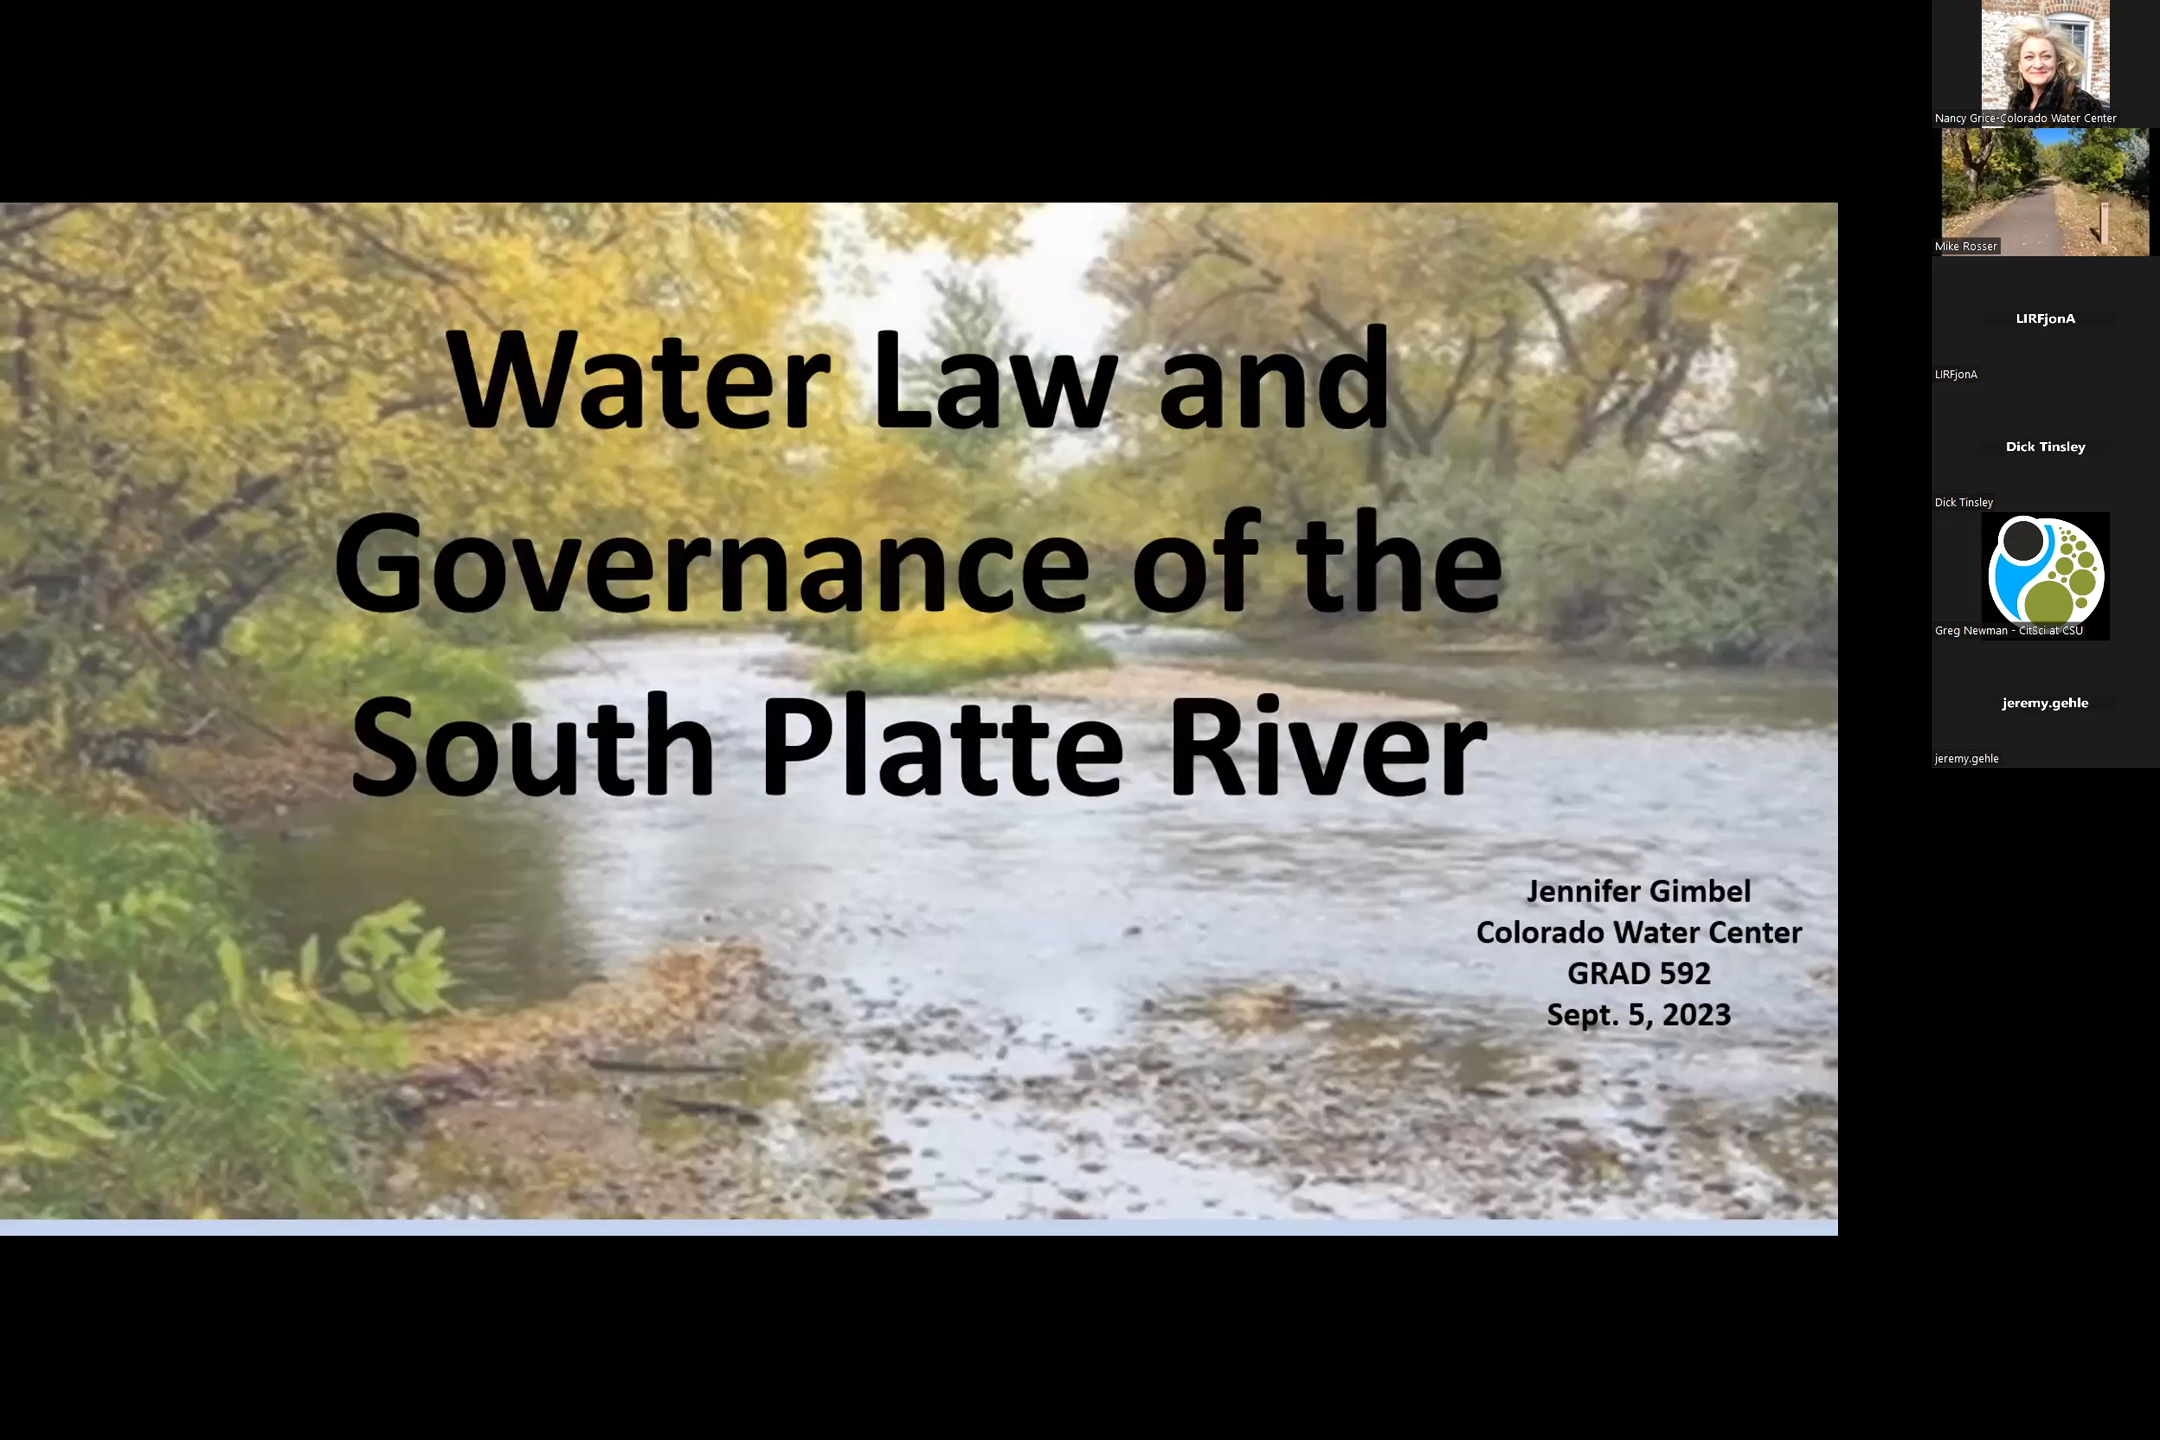 Water Law and
Governance of the
South Platte River
Jennifer Gimbel
Colorado Water Center
GRAD 592
Sept. 5, 2023
Nancy Grice-Colorado Water Center
Mike Rosser
LIRFjonA
LIRFjonA
Dick Tinsley
Dick Tinsley
Greg Newman - CitSci at CSU
jeremy.gehle
jeremy.gehle